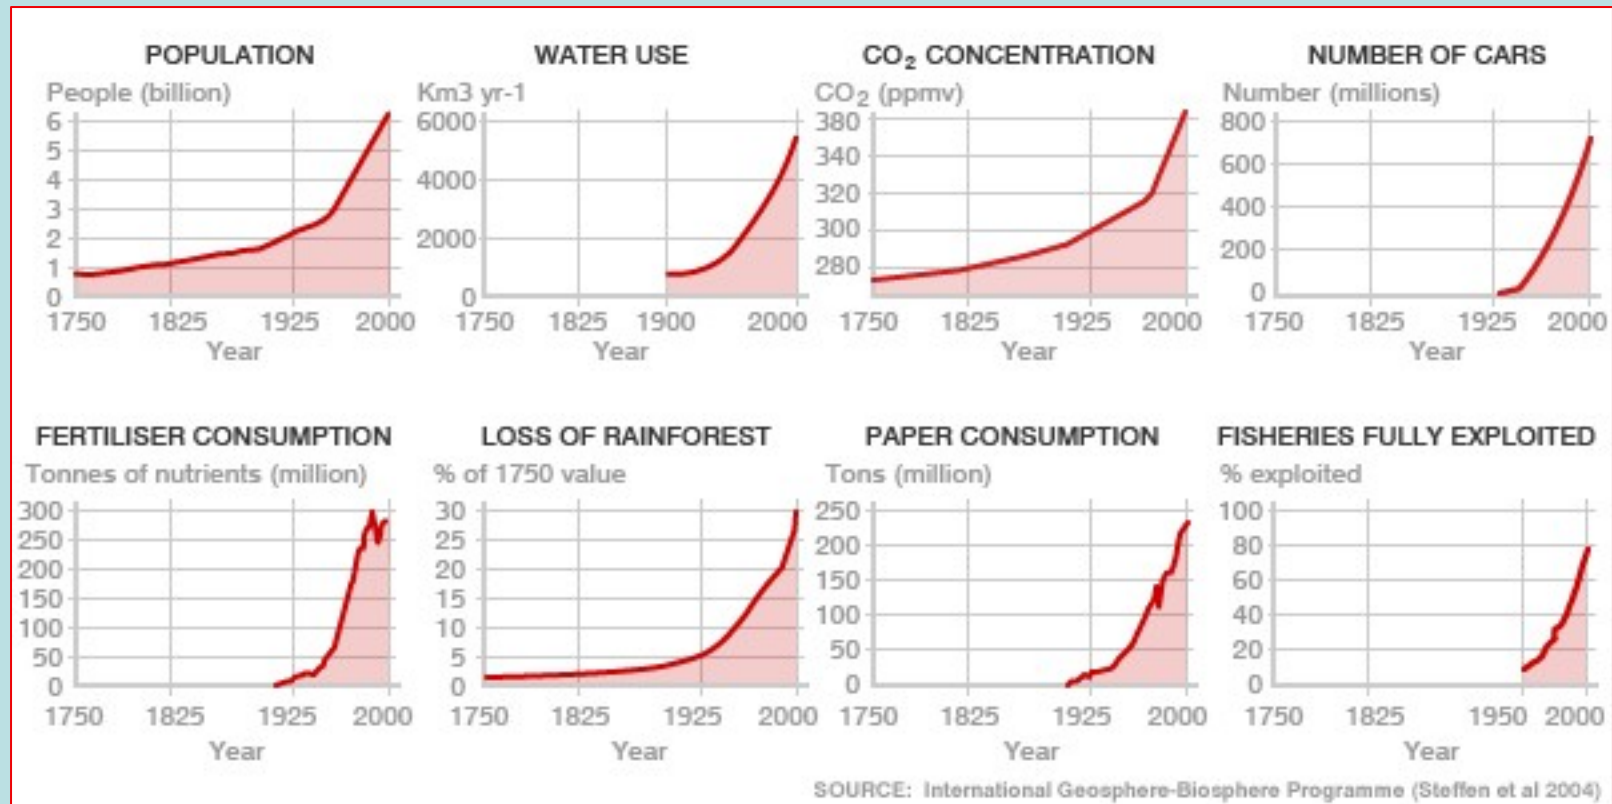 POPULATION
People (billion)
6
5
4
3
2
1
0
1750 1825 1925 2000
Year
WATER USE
Km3 yr-1
6000
4000
2000
0
1750 1825 1900 2000
Year
CO₂ CONCENTRATION
CO₂ (ppmv)
380
340
320
300
280
1750 1825 1925 2000
Year
NUMBER OF CARS
Number (millions)
800
600
400
200
0
1750 1825 1925 2000
Year
FERTILISER CONSUMPTION
Tonnes of nutrients (million)
300
250
200
150
100
50
0
1750 1825 1925 2000
Year
LOSS OF RAINFOREST
% of 1750 value
30
25
20
15
10
5
0
1750 1825 1925 2000
Year
PAPER CONSUMPTION
Tons (million)
250
200
150
100
50
0
1750 1825 1925 2000
Year
FISHERIES FULLY EXPLOITED
% exploited
100
80
60
40
20
0
1750 1825 1950 2000
Year
SOURCE: International Geosphere-Biosphere Programme (Steffen et al 2004)